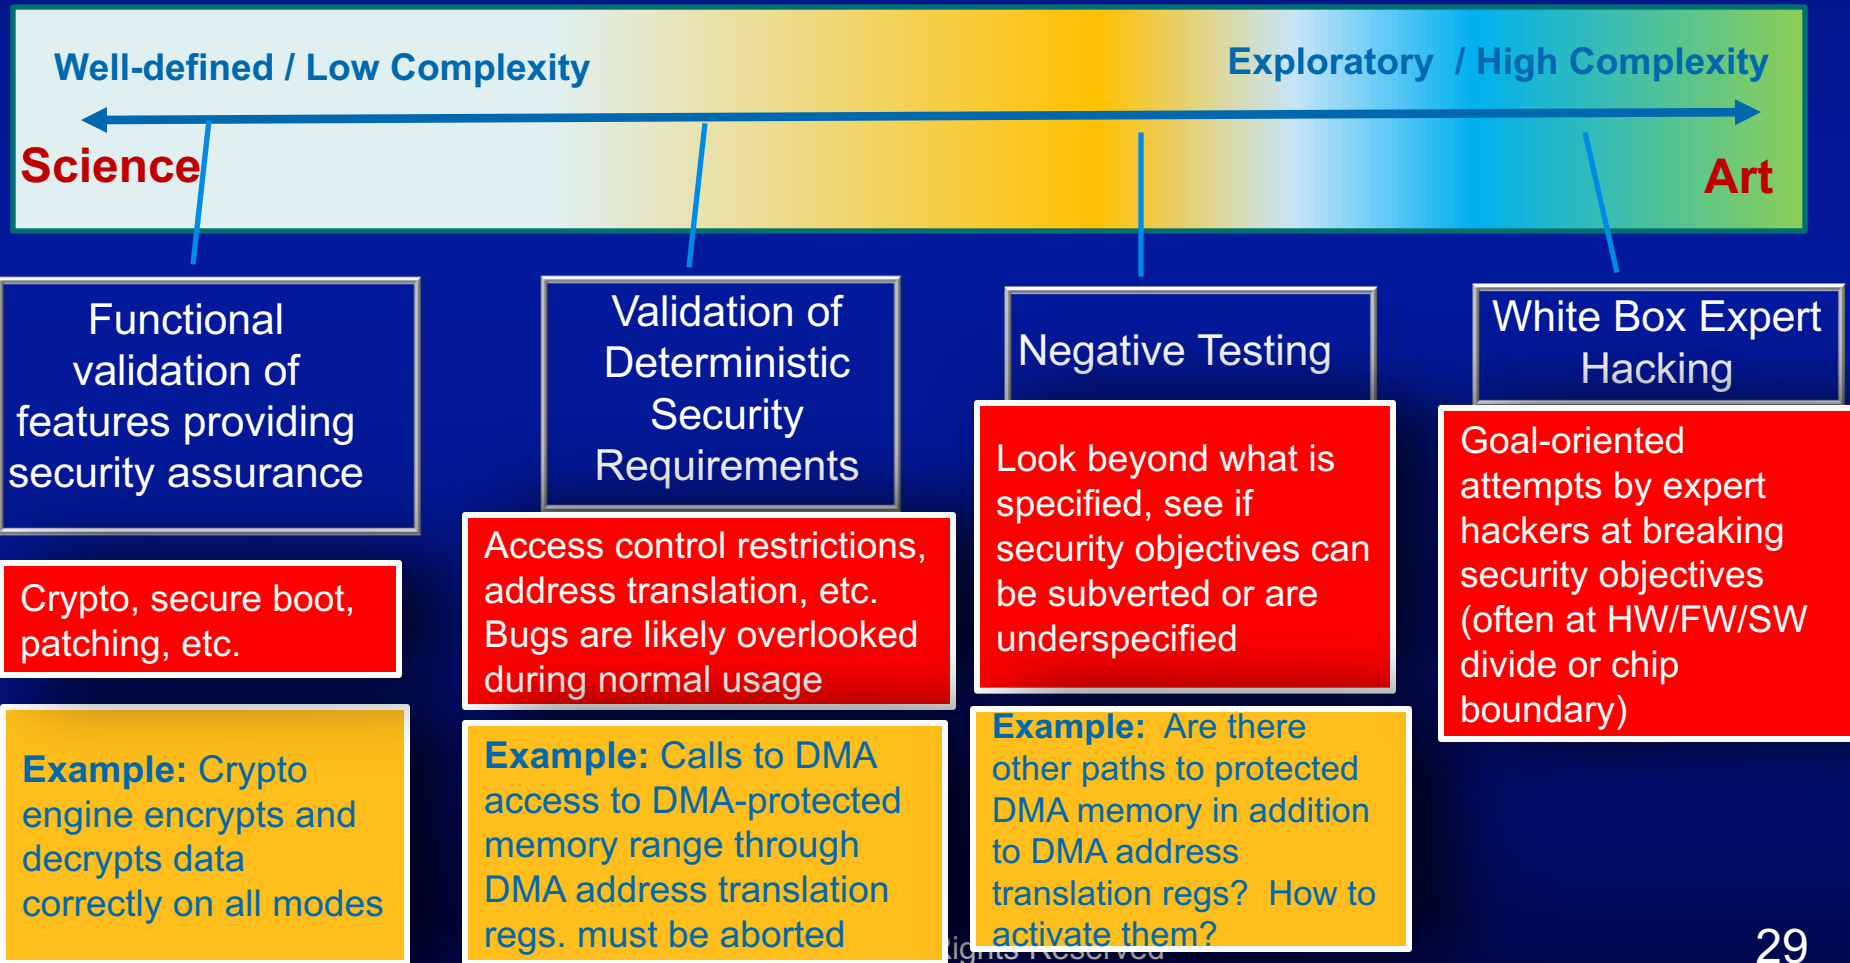 Well-defined / Low Complexity
Exploratory / High Complexity
Science
Art
Functional
validation of
features providing
security assurance
Crypto, secure boot,
patching, etc.
Example: Crypto
engine encrypts and
decrypts data
correctly on all modes
Validation of
Deterministic
Security
Requirements
Access control restrictions,
address translation, etc.
Bugs are likely overlooked
during normal usage
Example: Calls to DMA
access to DMA-protected
memory range through
DMA address translation
regs. must be aborted
Negative Testing
Look beyond what is
specified, see if
security objectives can
be subverted or are
underspecified
Example: Are there
other paths to protected
DMA memory in addition
to DMA address
translation regs? How to
activate them?
White Box Expert
Hacking
Goal-oriented
attempts by expert
hackers at breaking
security objectives
(often at HW/FW/SW
divide or chip
boundary)
Reserved
29